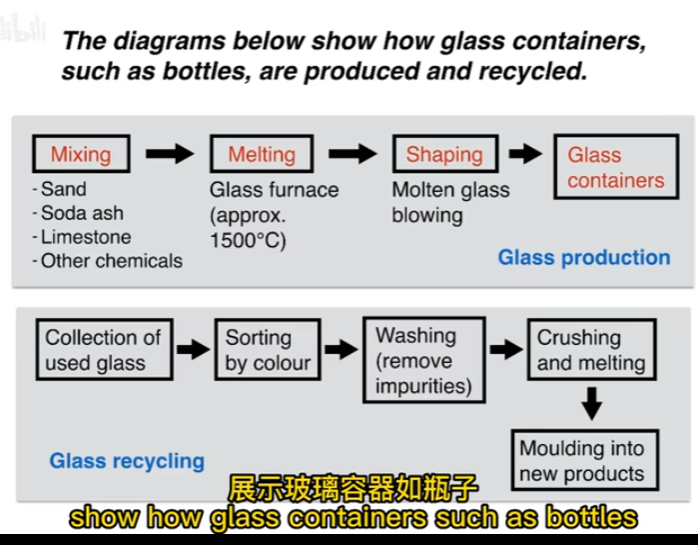 The diagrams below show how glass containers,
such as bottles, are produced and recycled.
Mixing
- Sand
- Soda ash
- Limestone
- Other chemicals
Melting
Glass furnace
(approx.
1500°C)
Shaping
Molten glass
blowing
Glass
containers
Glass production
Collection of
used glass
Sorting
by colour
Washing
(remove
impurities)
Crushing
and melting
Moulding into
new products
Glass recycling
展示玻璃容器如瓶子
show how glass containers such as bottles